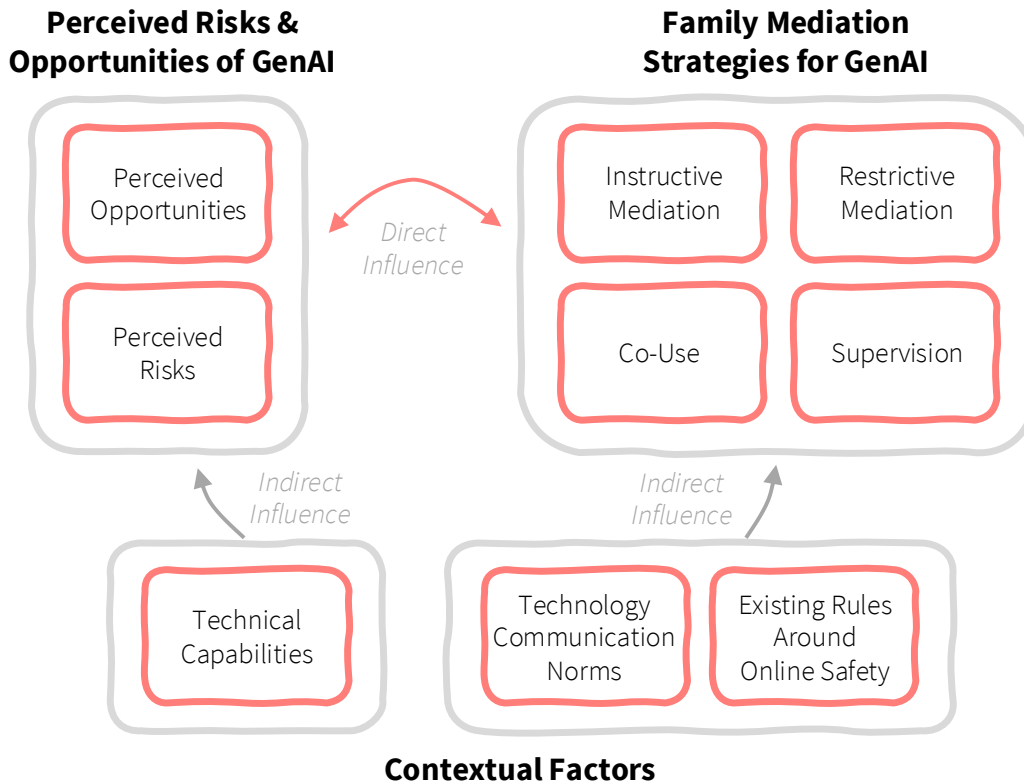 Perceived Risks &
Opportunities of GenAI
Family Mediation
Strategies for GenAI
Perceived
Opportunities
Perceived
Risks
Direct
Influence
Instructive
Mediation
Restrictive
Mediation
Co-Use
Supervision
Indirect
Influence
Indirect
Influence
Technical
Capabilities
Technology
Communication
Norms
Existing Rules
Around
Online Safety
Contextual Factors